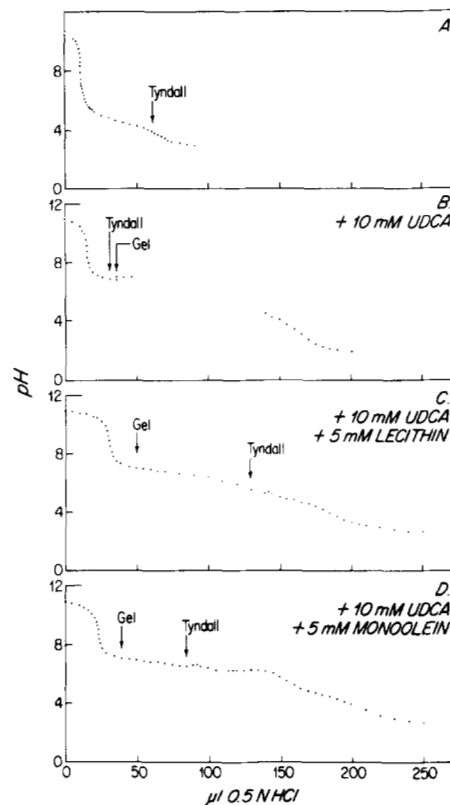 A.
8
4
0
Tyndall
B.
+ 10 mM UDCA
12
8
4
0
Tyndall
Gel
C.
+ 10 mM UDCA
+ 5 mM LECITHIN
12
8
4
0
Gel
Tyndall
D.
+ 10 mM UDCA
+ 5 mM MONOOLEIN
12
8
4
0
Gel
Tyndall
pH
0 50 100 150 200 250
µl 0.5 N HCl